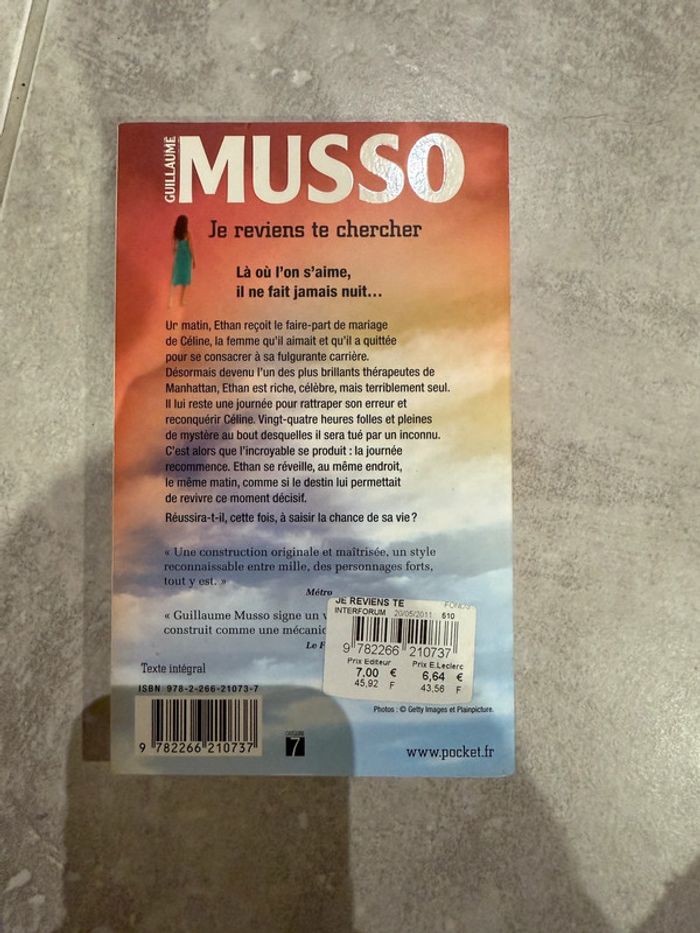 GUILLAUME
MUSSO
Je reviens te chercher
Là où l'on s'aime,
il ne fait jamais nuit...
Un matin, Ethan reçoit le faire-part de mariage
de Céline, la femme qu'il aimait et qu'il a quittée
pour se consacrer à sa fulgurante carrière.
Désormais devenu l'un des plus brillants thérapeutes de
Manhattan, Ethan est riche, célèbre, mais terriblement seul.
Il lui reste une journée pour rattraper son erreur et
reconquérir Céline. Vingt-quatre heures folles et pleines
de mystère au bout desquelles il sera tué par un inconnu.
C'est alors que l'incroyable se produit : la journée
recommence. Ethan se réveille, au même endroit,
le même matin, comme si le destin lui permettait
de revivre ce moment décisif.
Réussira-t-il, cette fois, à saisir la chance de sa vie ?
« Une construction originale et maîtrisée, un style
reconnaissable entre mille, des personnages forts,
tout y est. »
Métro
« Guillaume Musso signe un
construit comme une
Le
JE REVIENS TE FONDS
INTERFORUM 20/05/2011 510
9 782266 210737
Prix Editeur Prix E.Leclerc
7,00 € 6,64 €
45,92 F 43,56 F
Texte intégral
ISBN 978-2-266-21073-7
Photos : © Getty Images et Plainpicture.
9 782266 210737
7
www.pocket.fr